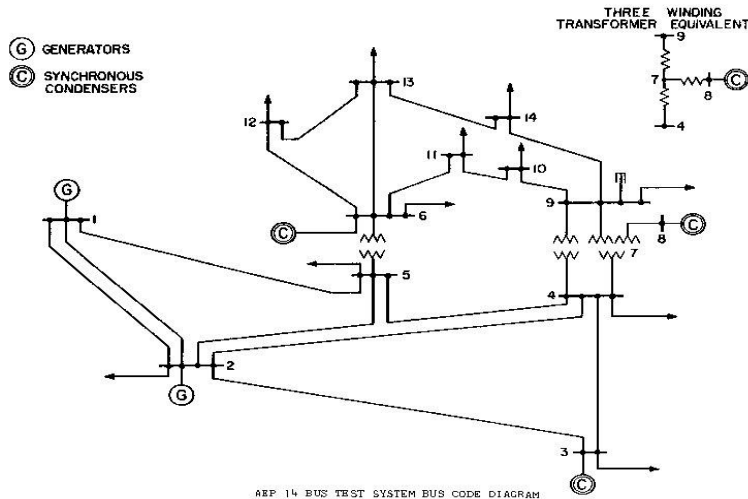 THREE WINDING
TRANSFORMER EQUIVALENT
9
7
C
8
4
G GENERATORS
C SYNCHRONOUS
CONDENSERS
13
12
14
11
10
G
1
C
6
9
8
C
7
5
4
2
G
3
C
AEP 14 BUS TEST SYSTEM BUS CODE DIAGRAM